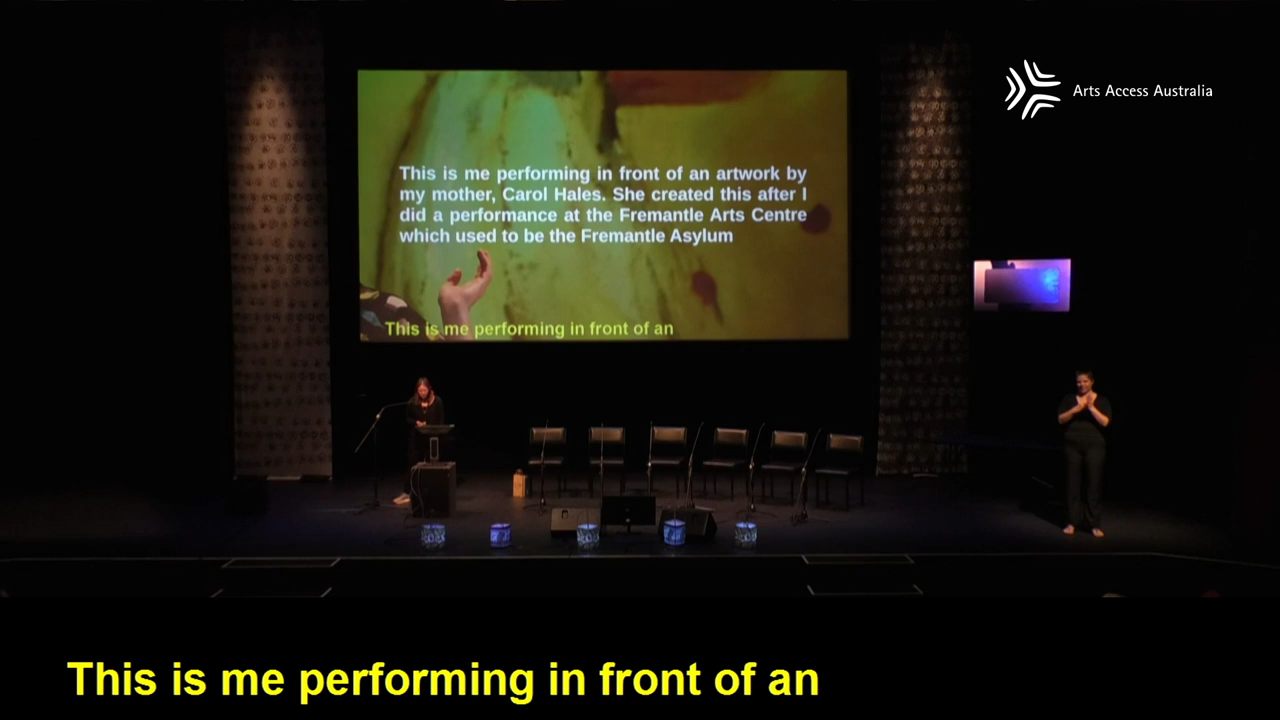 Arts Access Australia
This is me performing in front of an artwork by
my mother, Carol Hales. She created this after I
did a performance at the Fremantle Arts Centre
which used to be the Fremantle Asylum
This is me performing in front of an
This is me performing in front of an